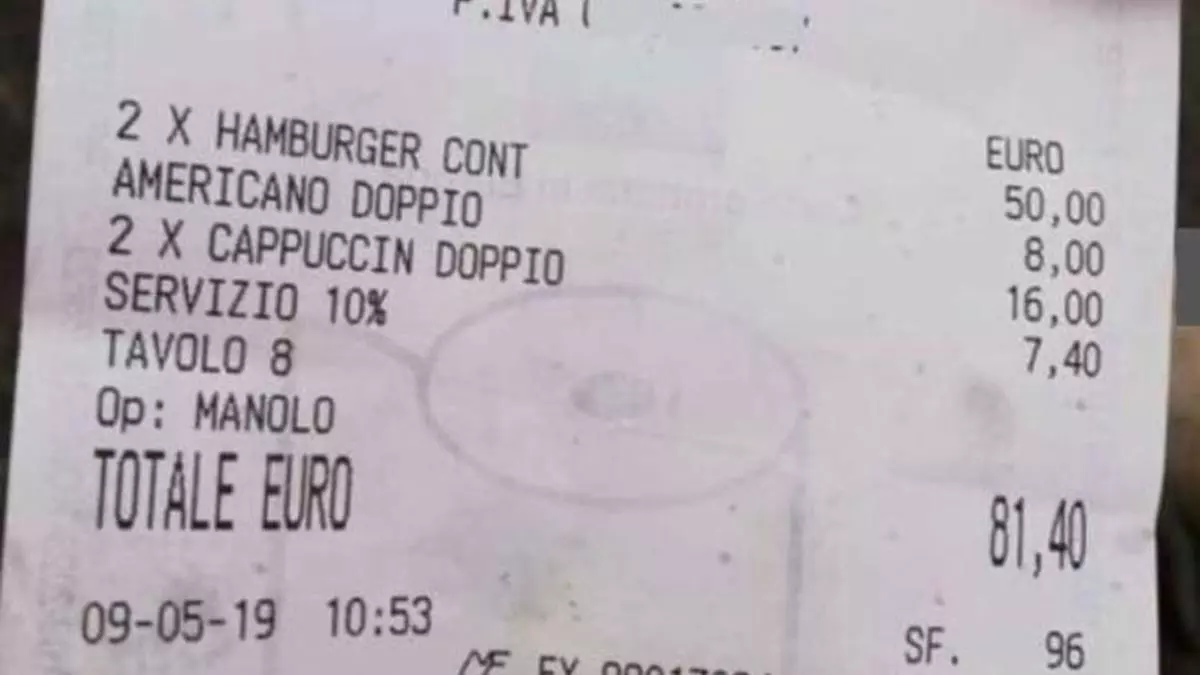 P.IVA
2 X HAMBURGER CONT
EURO
AMERICANO DOPPIO 50,00
2 X CAPPUCCIN DOPPIO 8,00
SERVIZIO 10% 16,00
TAVOLO 8 7,40
Op: MANOLO
TOTALE EURO 81,40
09-05-19 10:53 SF. 96